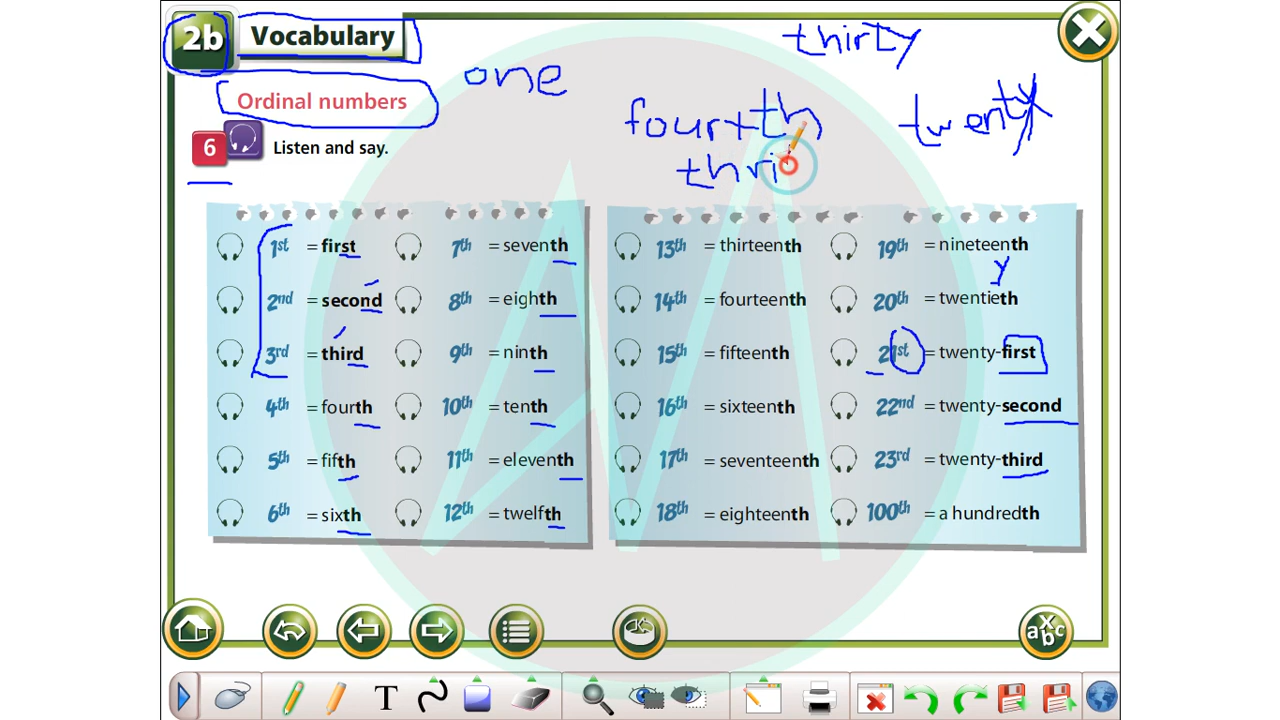 2b Vocabulary
thirty
one
Ordinal numbers
fourth
twenty
6 Listen and say.
thri
1st = first
2nd = second
3rd = third
4th = fourth
5th = fifth
6th = sixth
7th = seventh
8th = eighth
9th = ninth
10th = tenth
11th = eleventh
12th = twelfth
13th = thirteenth
14th = fourteenth
15th = fifteenth
16th = sixteenth
17th = seventeenth
18th = eighteenth
19th = nineteenth
y
20th = twentieth
21st = twenty-first
22nd = twenty-second
23rd = twenty-third
100th = a hundredth
a x b c
T